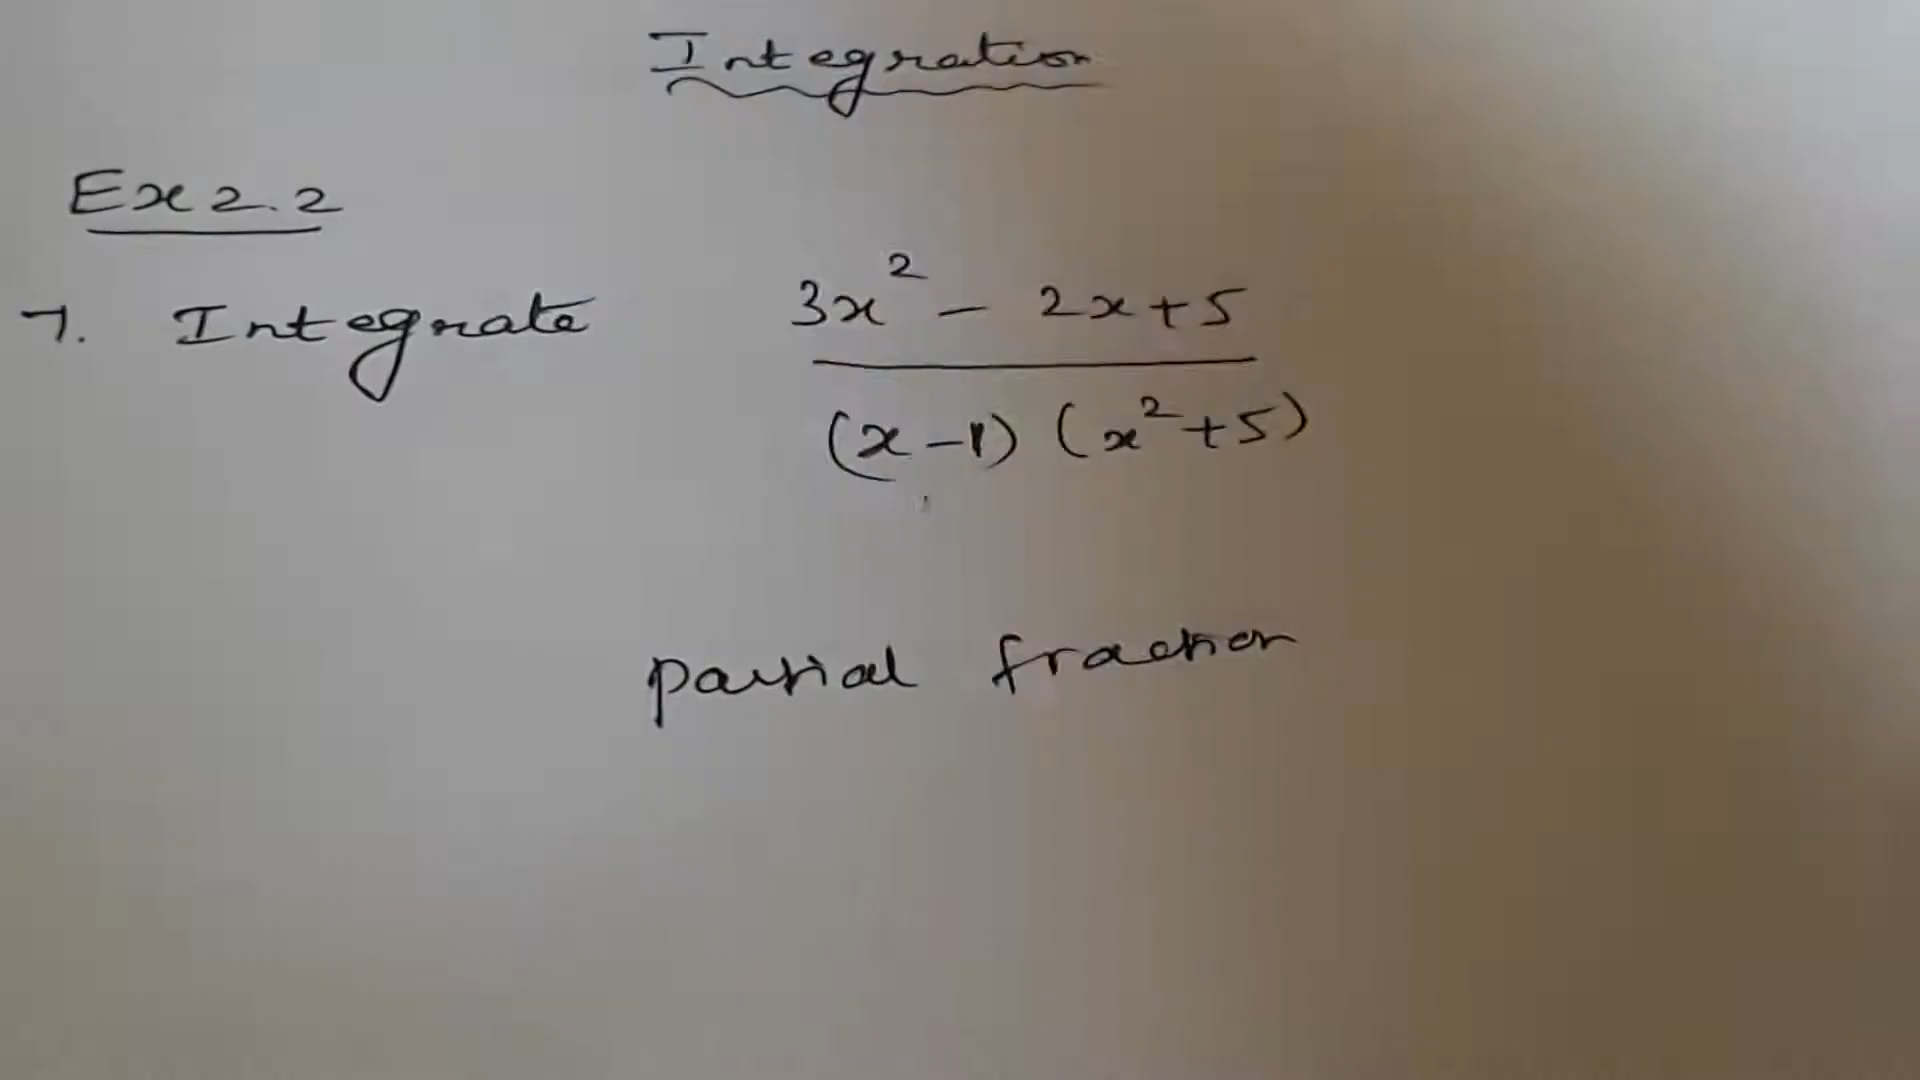 Integration
Ex 2.2
7. Integrate 3x² - 2x+5
(x-1) (x²+5)
partial fraction